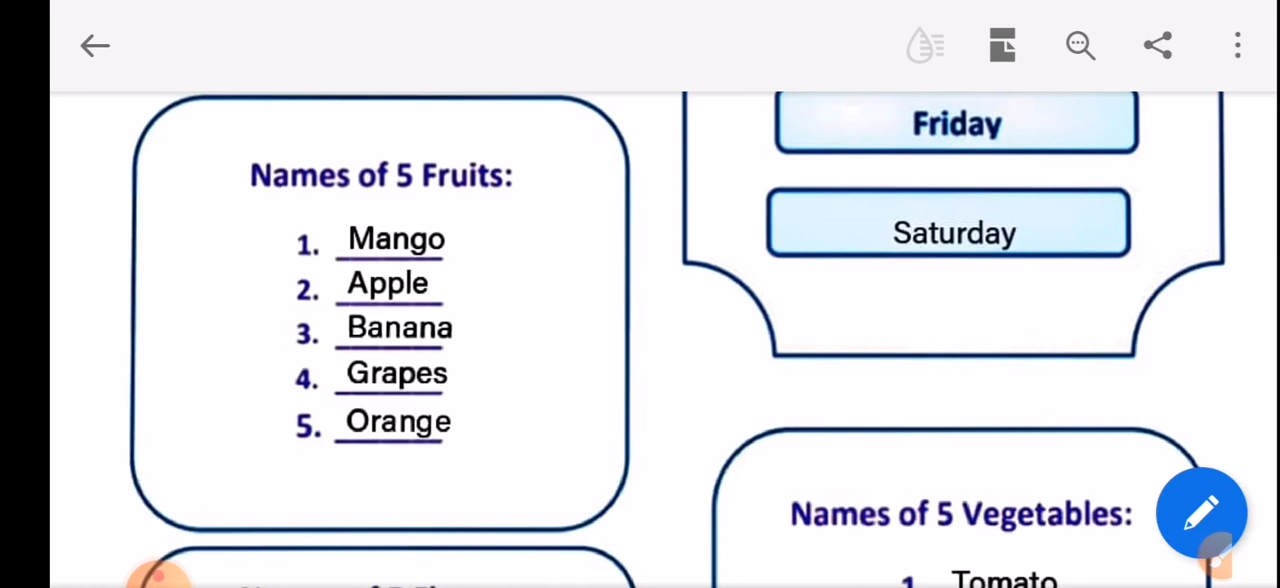 Names of 5 Fruits:
1. Mango
2. Apple
3. Banana
4. Grapes
5. Orange
Friday
Saturday
Names of 5 Vegetables:
1. Tomato